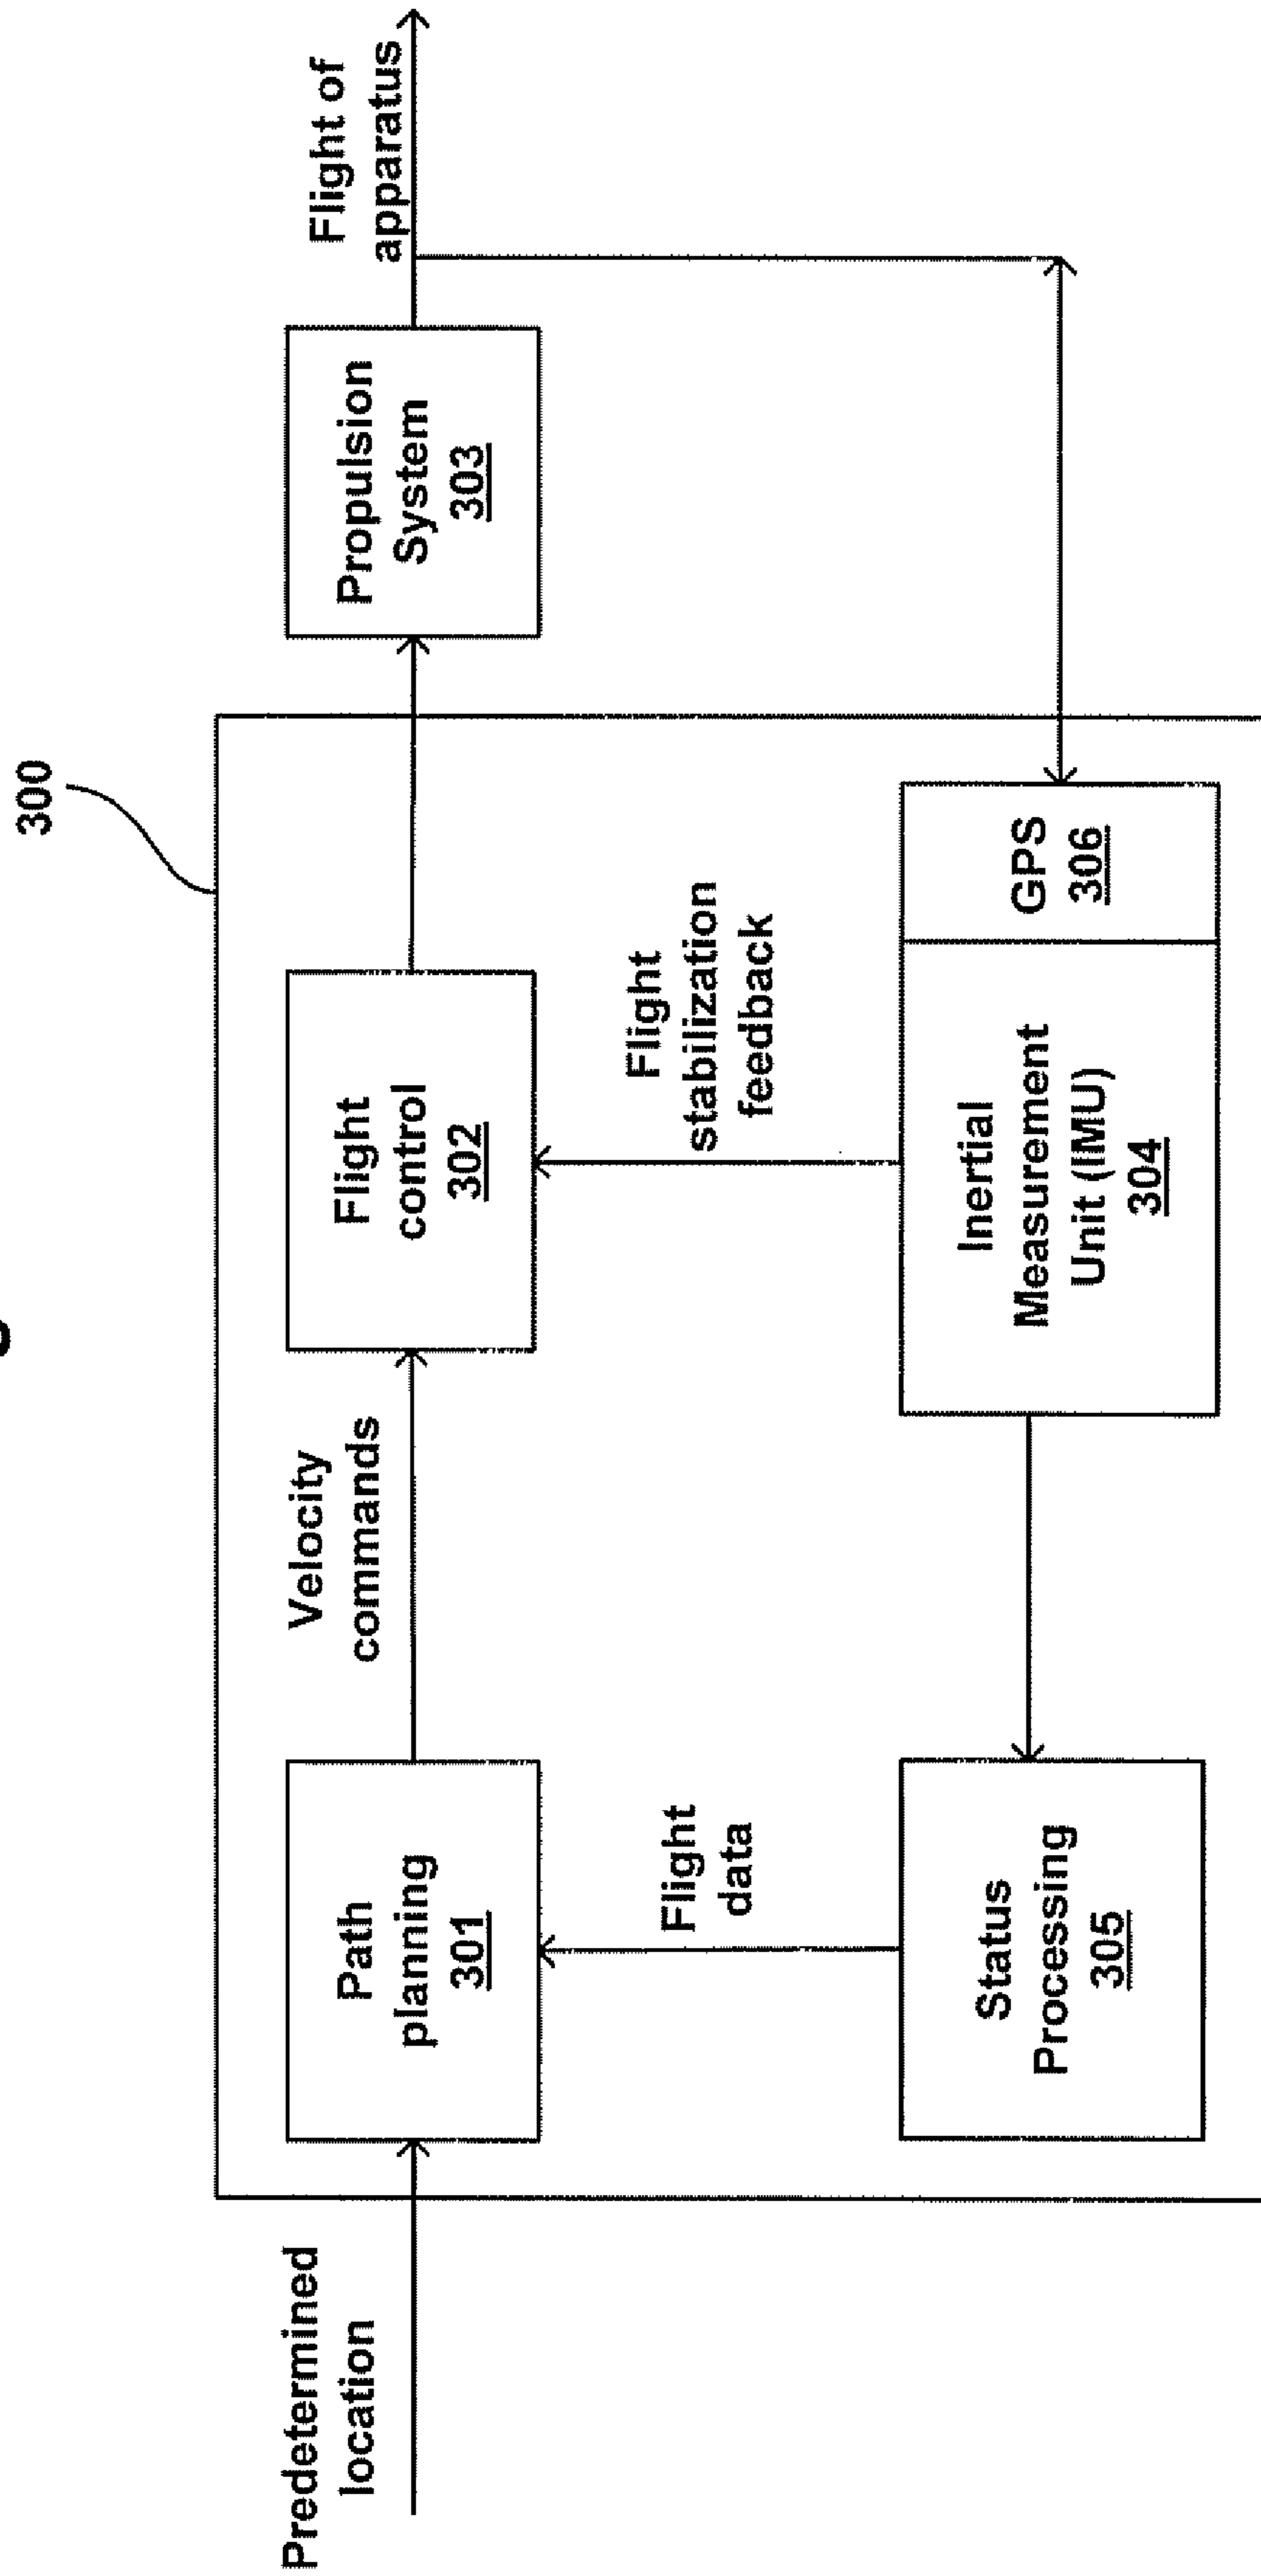 300
Predetermined
location
Path
planning
301
Velocity
commands
Flight
control
302
Propulsion
System
303
Flight of
apparatus
Flight
data
Flight
stabilization
feedback
Status
Processing
305
Inertial
Measurement
Unit (IMU)
304
GPS
306